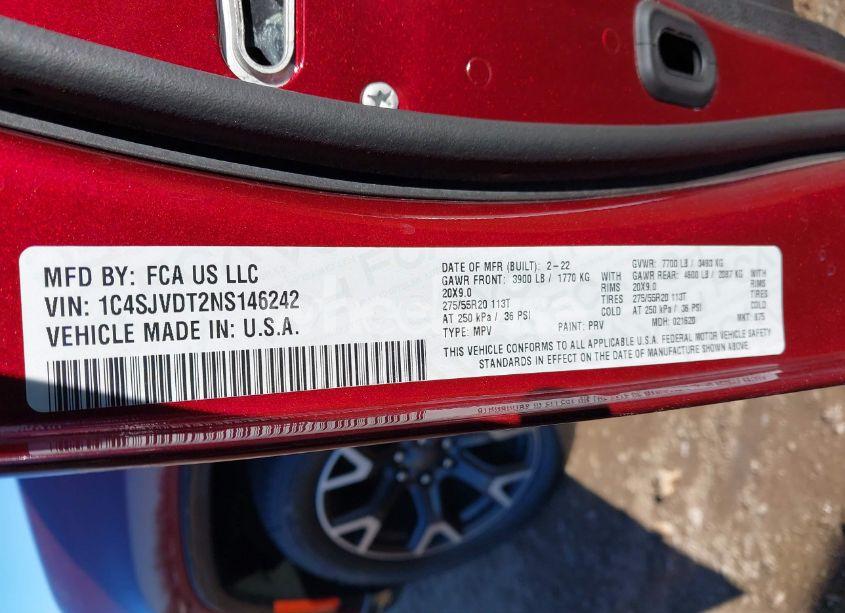 MFD BY: FCA US LLC
VIN: 1C4SJVDT2NS146242
VEHICLE MADE IN: U.S.A.
DATE OF MFR (BUILT): 2-22
GAWR FRONT: 3900 LB / 1770 KG WITH
20X9.0 RIMS
275/55R20 113T TIRES
AT 250 kPa / 36 PSI COLD
TYPE: MPV PAINT: PRV
GVWR: 7700 LB / 3493 KG
GAWR REAR: 4600 LB / 2087 KG WITH
20X9.0 RIMS
275/55R20 113T TIRES
AT 250 kPa / 36 PSI COLD
MDH: 021620 MKT: 875
THIS VEHICLE CONFORMS TO ALL APPLICABLE U.S.A. FEDERAL MOTOR VEHICLE SAFETY
STANDARDS IN EFFECT ON THE DATE OF MANUFACTURE SHOWN ABOVE.